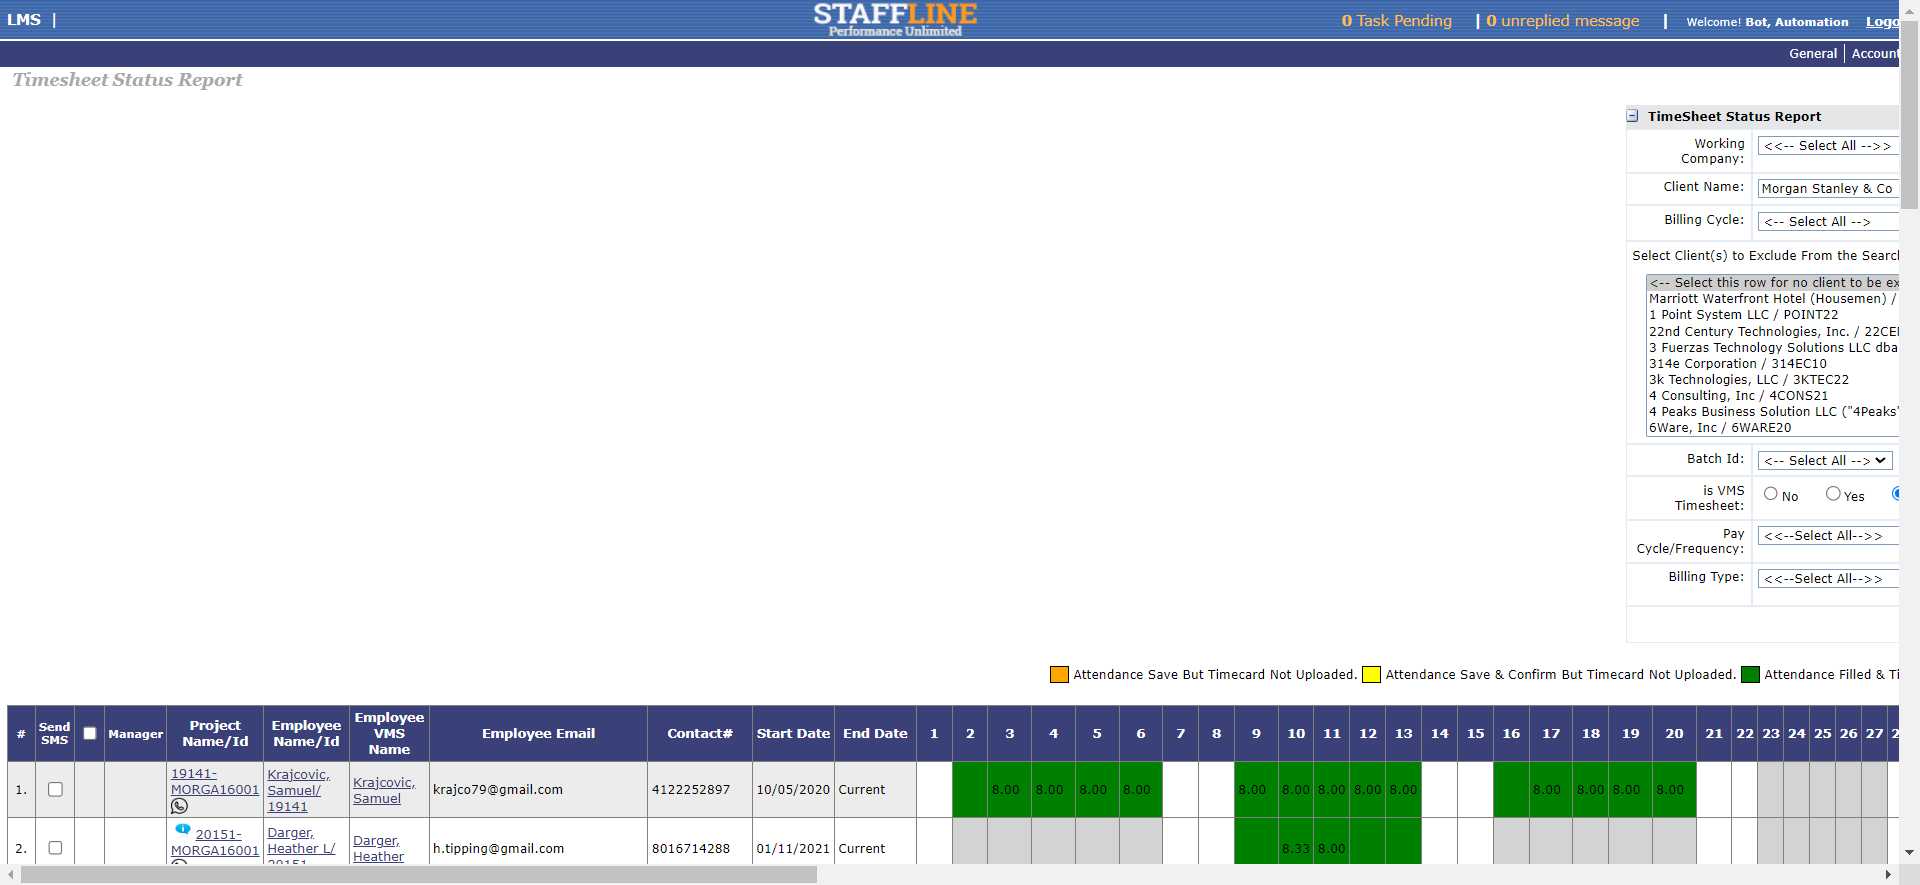 LMS |
STAFFLINE
Performance Unlimited
0 Task Pending | 0 unreplied message | Welcome! Bot, Automation Logo
General | Account
Timesheet Status Report
TimeSheet Status Report
Working Company: <<-- Select All -->>
Client Name: Morgan Stanley & Co
Billing Cycle: <-- Select All -->
Select Client(s) to Exclude From the Searc
<-- Select this row for no client to be ex
Marriott Waterfront Hotel (Housemen) /
1 Point System LLC / POINT22
22nd Century Technologies, Inc. / 22CE
3 Fuerzas Technology Solutions LLC dba
314e Corporation / 314EC10
3k Technologies, LLC / 3KTEC22
4 Consulting, Inc / 4CONS21
4 Peaks Business Solution LLC ("4Peaks"
6Ware, Inc / 6WARE20
Batch Id: <-- Select All -->
is VMS Timesheet: No Yes
Pay Cycle/Frequency: <<--Select All-->>
Billing Type: <<--Select All-->>
Attendance Save But Timecard Not Uploaded. Attendance Save & Confirm But Timecard Not Uploaded. Attendance Filled & Ti
# Send SMS Manager Project Name/Id Employee Name/Id Employee VMS Name Employee Email Contact# Start Date End Date 1 2 3 4 5 6 7 8 9 10 11 12 13 14 15 16 17 18 19 20 21 22 23 24 25 26 27 2
1. 19141-MORGA16001 Krajcovic, Samuel/ 19141 Krajcovic, Samuel krajco79@gmail.com 4122252897 10/05/2020 Current 8.00 8.00 8.00 8.00 8.00 8.00 8.00 8.00 8.00 8.00 8.00 8.00 8.00
2. 20151-MORGA16001 Darger, Heather L/ 20151 Darger, Heather h.tipping@gmail.com 8016714288 01/11/2021 Current 8.33 8.00